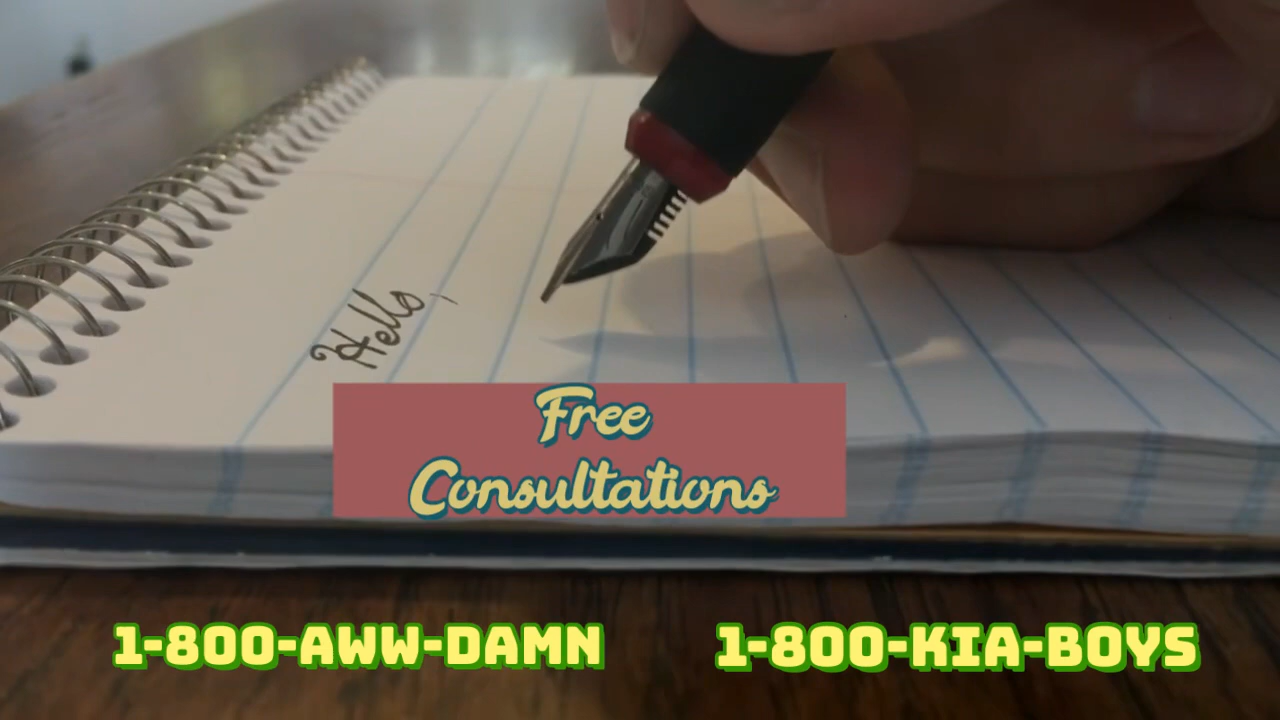 Hello,
Free
Consultations
1-800-AWW-DAMN
1-800-KIA-BOYS